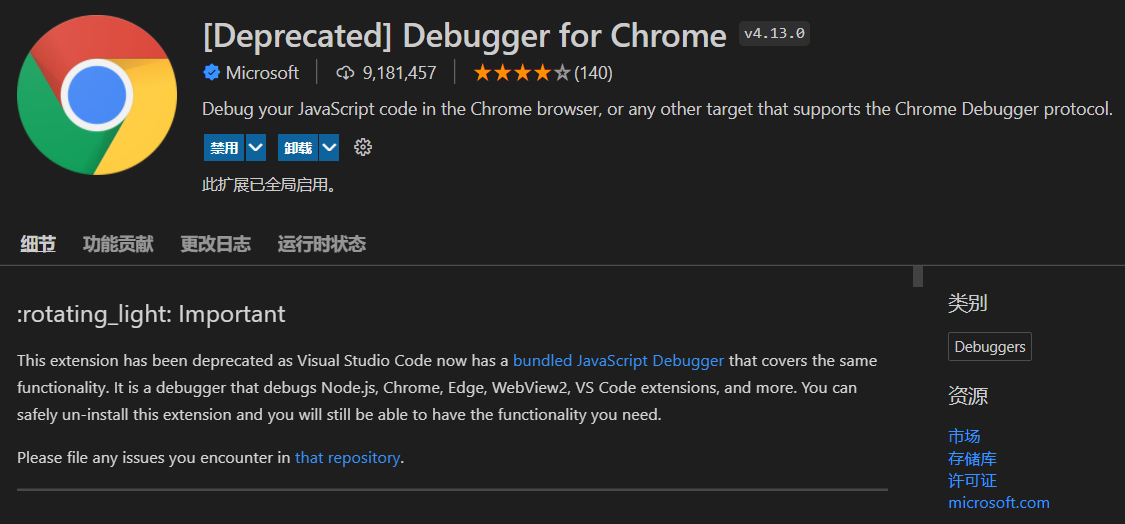 [Deprecated] Debugger for Chrome v4.13.0
Microsoft 9,181,457 (140)
Debug your JavaScript code in the Chrome browser, or any other target that supports the Chrome Debugger protocol.
禁用 卸载
此扩展已全局启用。
细节 功能贡献 更改日志 运行时状态
:rotating_light: Important
This extension has been deprecated as Visual Studio Code now has a bundled JavaScript Debugger that covers the same
functionality. It is a debugger that debugs Node.js, Chrome, Edge, WebView2, VS Code extensions, and more. You can
safely un-install this extension and you will still be able to have the functionality you need.
Please file any issues you encounter in that repository.
类别
Debuggers
资源
市场
存储库
许可证
microsoft.com